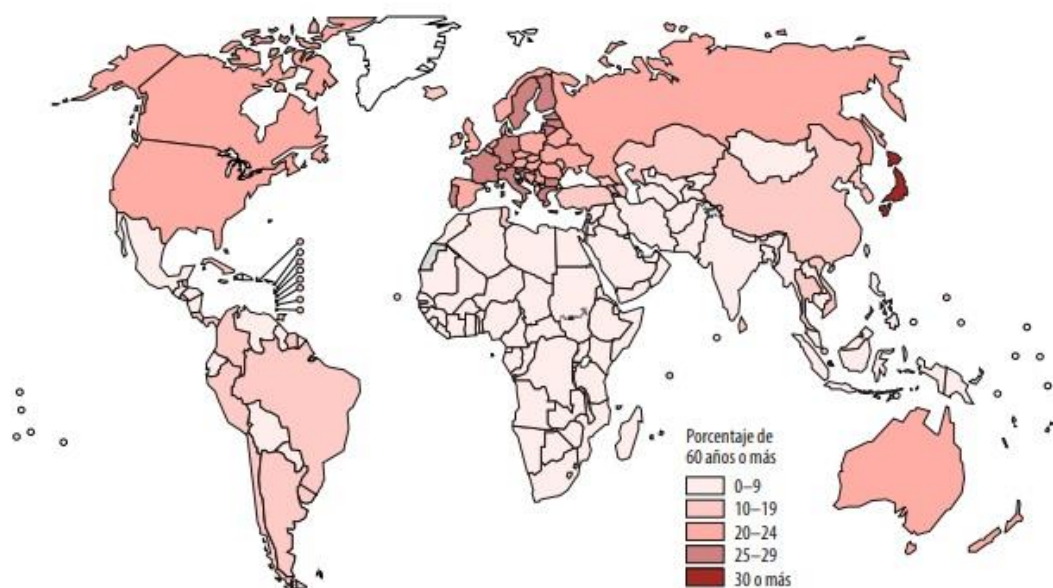 Porcentaje de
60 años o más
0–9
10–19
20–24
25–29
30 o más